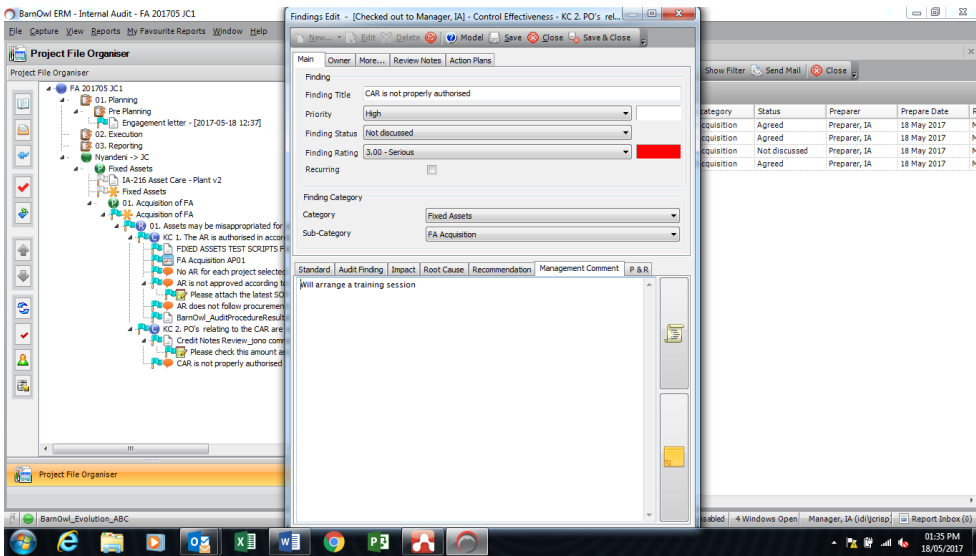 BarnOwl ERM - Internal Audit - FA 201705 JC1
File Capture View Reports My Favourite Reports Window Help
Project File Organiser
Project File Organiser
FA 201705 JC1
01. Planning
Pre Planning
Engagement letter - [2017-05-18 12:37]
02. Execution
03. Reporting
Nyandeni -> JC
Fixed Assets
IA-216 Asset Care - Plant v2
Fixed Assets
01. Acquisition of FA
Acquisition of FA
01. Assets may be misappropriated for
KC 1. The AR is authorised in accor
FIXED ASSETS TEST SCRIPTS F
FA Acquisition AP01
No AR for each project selected
AR is not approved according to
Please attach the latest SO
AR does not follow procuremen
BarnOwl_AuditProcedureResult
KC 2. PO's relating to the CAR are
Credit Notes Review_jono comm
Please check this amount as
CAR is not properly authorised
Project File Organiser
BarnOwl_Evolution_ABC
Findings Edit - [Checked out to Manager, IA] - Control Effectiveness - KC 2. PO's rel...
New... Edit Delete Model Save Close Save & Close
Main Owner More... Review Notes Action Plans
Finding
Finding Title CAR is not properly authorised
Priority High
Finding Status Not discussed
Finding Rating 3.00 - Serious
Recurring
Finding Category
Category Fixed Assets
Sub-Category FA Acquisition
Standard Audit Finding Impact Root Cause Recommendation Management Comment P & R
Will arrange a training session
Show Filter Send Mail Close
category Status Preparer Prepare Date
cquisition Agreed Preparer, IA 18 May 2017
cquisition Agreed Preparer, IA 18 May 2017
cquisition Not discussed Preparer, IA 18 May 2017
cquisition Agreed Preparer, IA 18 May 2017
sabled 4 Windows Open Manager, IA (idi\jcrisp) Report Inbox (0)
01:35 PM
18/05/2017